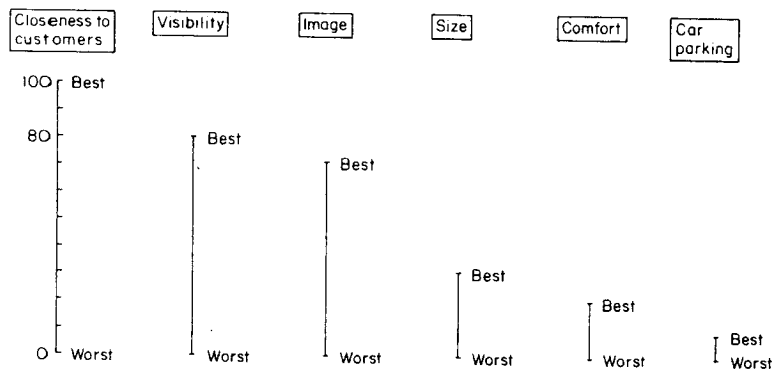 Closeness to
customers
Visibility
Image
Size
Comfort
Car
parking
100 Best
80
Best
Best
Best
Best
Best
0 Worst
Worst
Worst
Worst
Worst
Worst